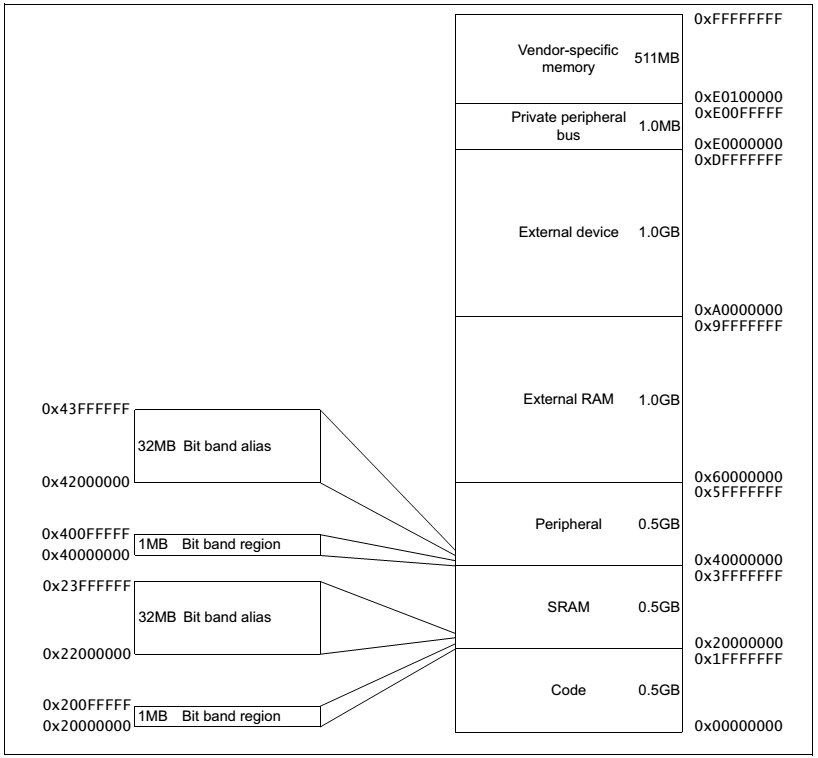 0xFFFFFFFF
Vendor-specific
memory
511MB
0xE0100000
0xE00FFFFF
Private peripheral
bus
1.0MB
0xE0000000
0xDFFFFFFF
External device 1.0GB
0xA0000000
0x9FFFFFFF
External RAM 1.0GB
0x43FFFFFF
32MB Bit band alias
0x42000000
0x60000000
0x5FFFFFFF
Peripheral 0.5GB
0x400FFFFF
1MB Bit band region
0x40000000
0x40000000
0x3FFFFFFF
0x23FFFFFF
32MB Bit band alias
0x22000000
SRAM 0.5GB
0x20000000
0x1FFFFFFF
Code 0.5GB
0x200FFFFF
1MB Bit band region
0x20000000
0x00000000